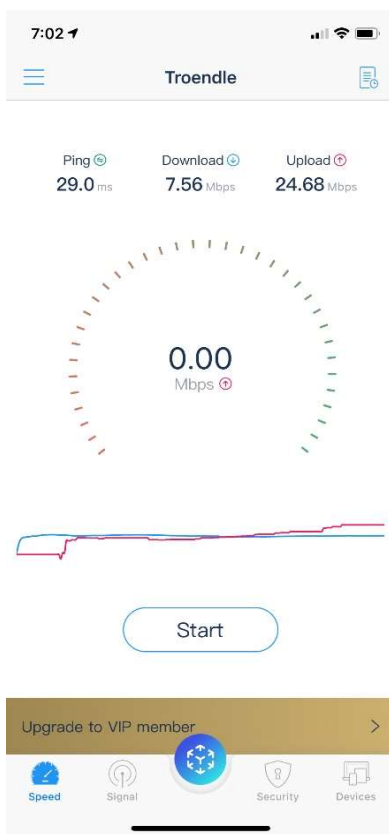 7:02
Troendle
Ping Download Upload
29.0 ms 7.56 Mbps 24.68 Mbps
0.00
Mbps
Start
Upgrade to VIP member
Speed Signal Security Devices